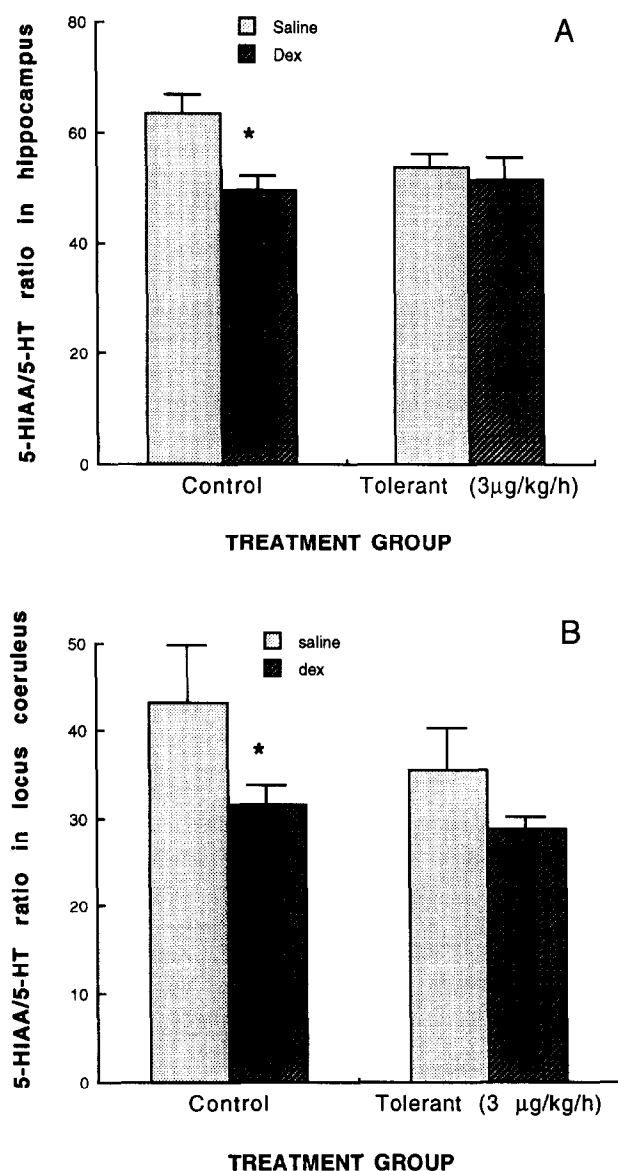 A
Saline
Dex
80
60
40
20
0
*
5-HIAA/5-HT ratio in hippocampus
Control
Tolerant (3µg/kg/h)
TREATMENT GROUP
B
saline
dex
50
40
30
20
10
0
*
5-HIAA/5-HT ratio in locus coeruleus
Control
Tolerant (3 µg/kg/h)
TREATMENT GROUP